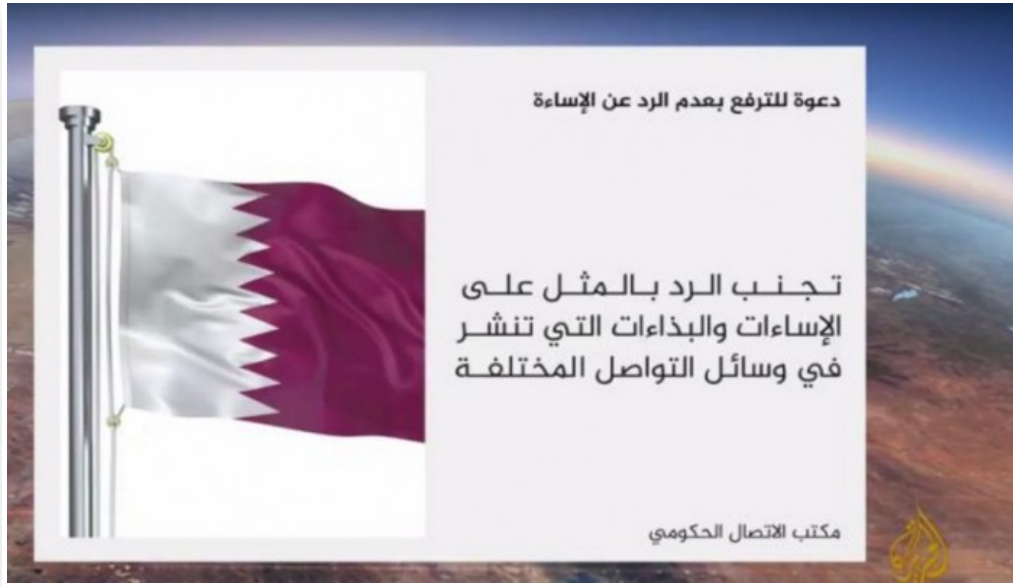 دعوة للترفع بعدم الرد عن الإساءة
تجنب الرد بالمثل على
الإساءات والبذاءات التي تنشر
في وسائل التواصل المختلفة
مكتب الاتصال الحكومي
الجزيرة